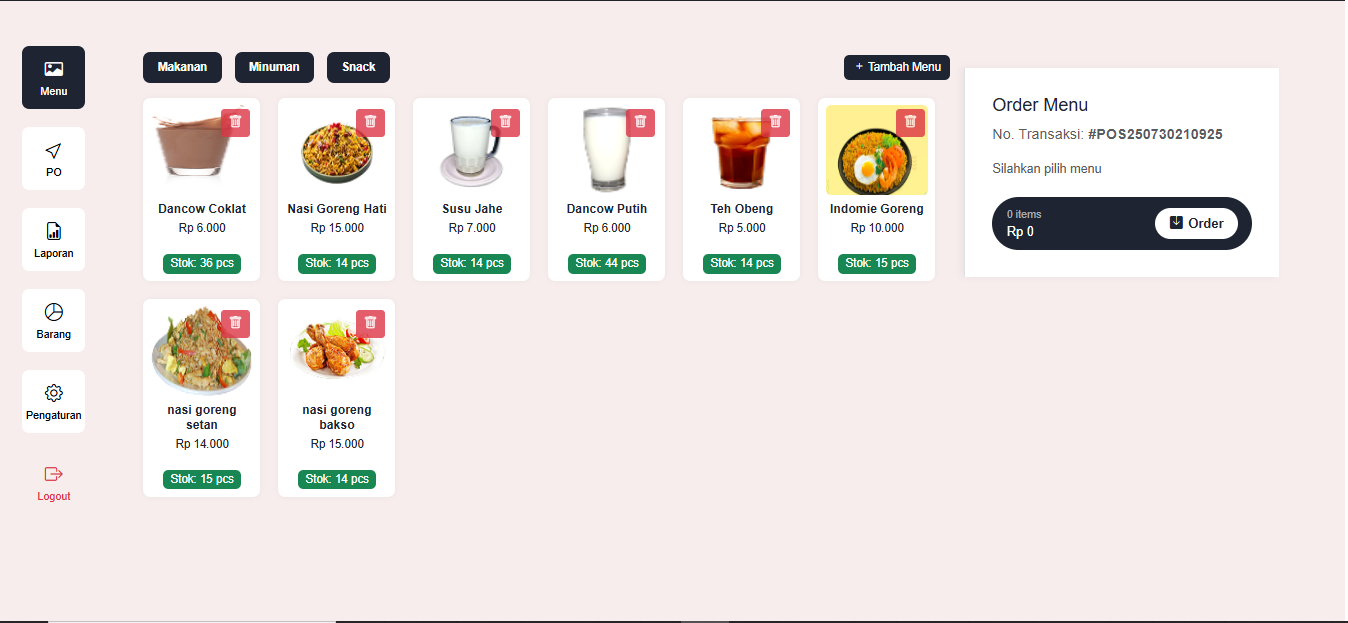 Menu
PO
Laporan
Barang
Pengaturan
Logout
Makanan
Minuman
Snack
+ Tambah Menu
Dancow Coklat
Rp 6.000
Stok: 36 pcs
Nasi Goreng Hati
Rp 15.000
Stok: 14 pcs
Susu Jahe
Rp 7.000
Stok: 14 pcs
Dancow Putih
Rp 6.000
Stok: 44 pcs
Teh Obeng
Rp 5.000
Stok: 14 pcs
Indomie Goreng
Rp 10.000
Stok: 15 pcs
nasi goreng
setan
Rp 14.000
Stok: 15 pcs
nasi goreng
bakso
Rp 15.000
Stok: 14 pcs
Order Menu
No. Transaksi: #POS250730210925
Silahkan pilih menu
0 items
Rp 0
Order